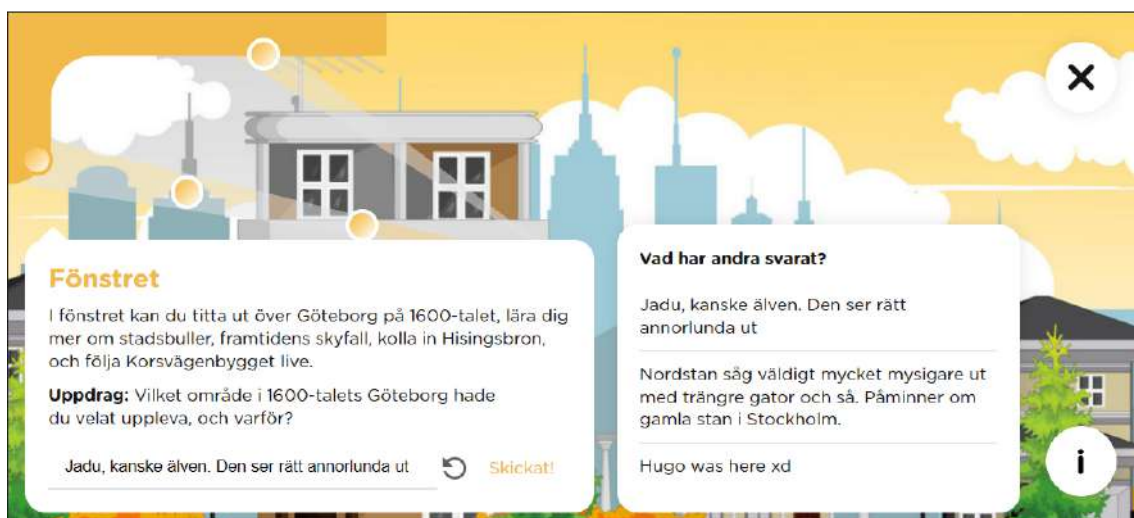 Fönstret
I fönstret kan du titta ut över Göteborg på 1600-talet, lära dig
mer om stadsbuller, framtidens skyfall, kolla in Hisingsbron,
och följa Korsvägenbygget live.
Uppdrag: Vilket område i 1600-talets Göteborg hade
du velat uppleva, och varför?
Jadu, kanske älven. Den ser rätt annorlunda ut
Skickat!
Vad har andra svarat?
Jadu, kanske älven. Den ser rätt
annorlunda ut
Nordstan såg väldigt mycket mysigare ut
med trängre gator och så. Påminner om
gamla stan i Stockholm.
Hugo was here xd
i